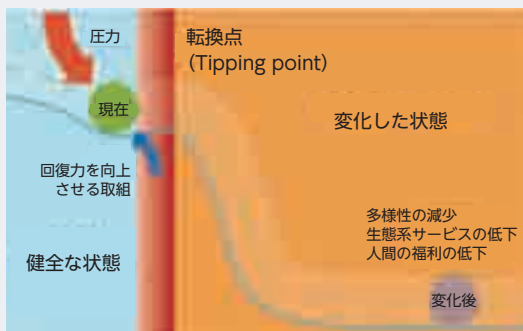 圧力
転換点
(Tipping point)
現在
変化した状態
回復力を向上
させる取組
多様性の減少
生態系サービスの低下
人間の福利の低下
健全な状態
変化後